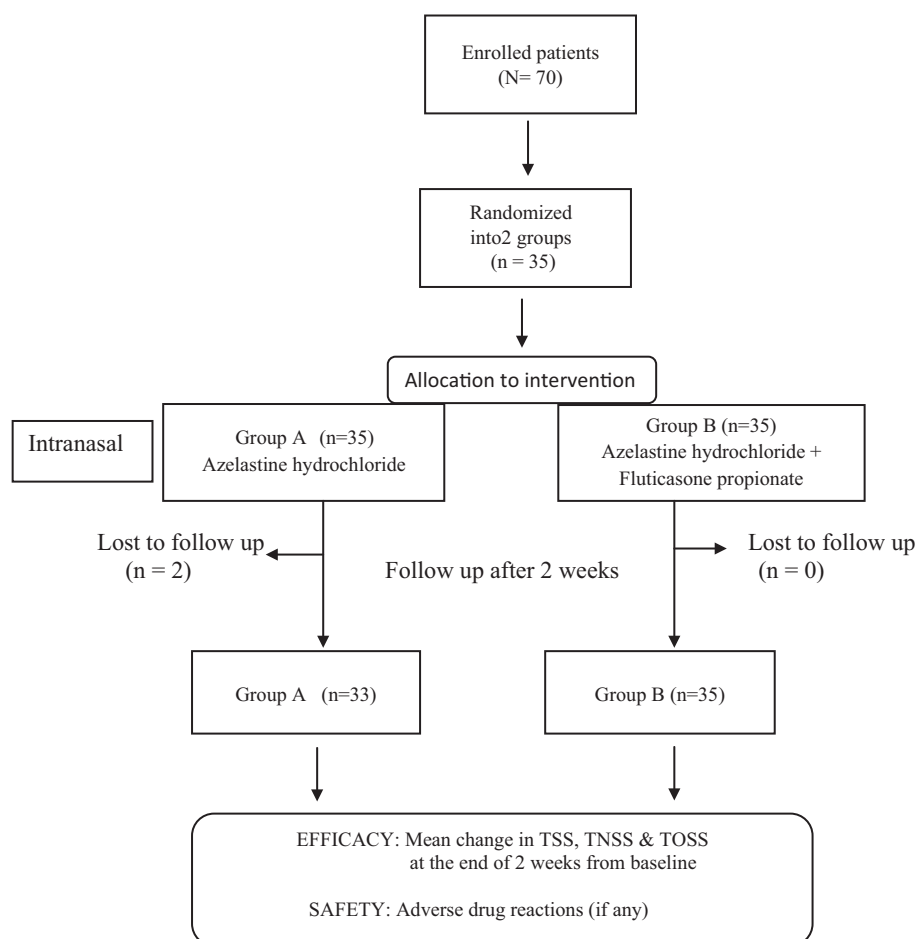 Enrolled patients
(N= 70)
Randomized
into2 groups
(n = 35)
Allocation to intervention
Intranasal
Group A (n=35)
Azelastine hydrochloride
Group B (n=35)
Azelastine hydrochloride +
Fluticasone propionate
Lost to follow up
(n = 2)
Follow up after 2 weeks
Lost to follow up
(n = 0)
Group A (n=33)
Group B (n=35)
EFFICACY: Mean change in TSS, TNSS & TOSS
at the end of 2 weeks from baseline
SAFETY: Adverse drug reactions (if any)